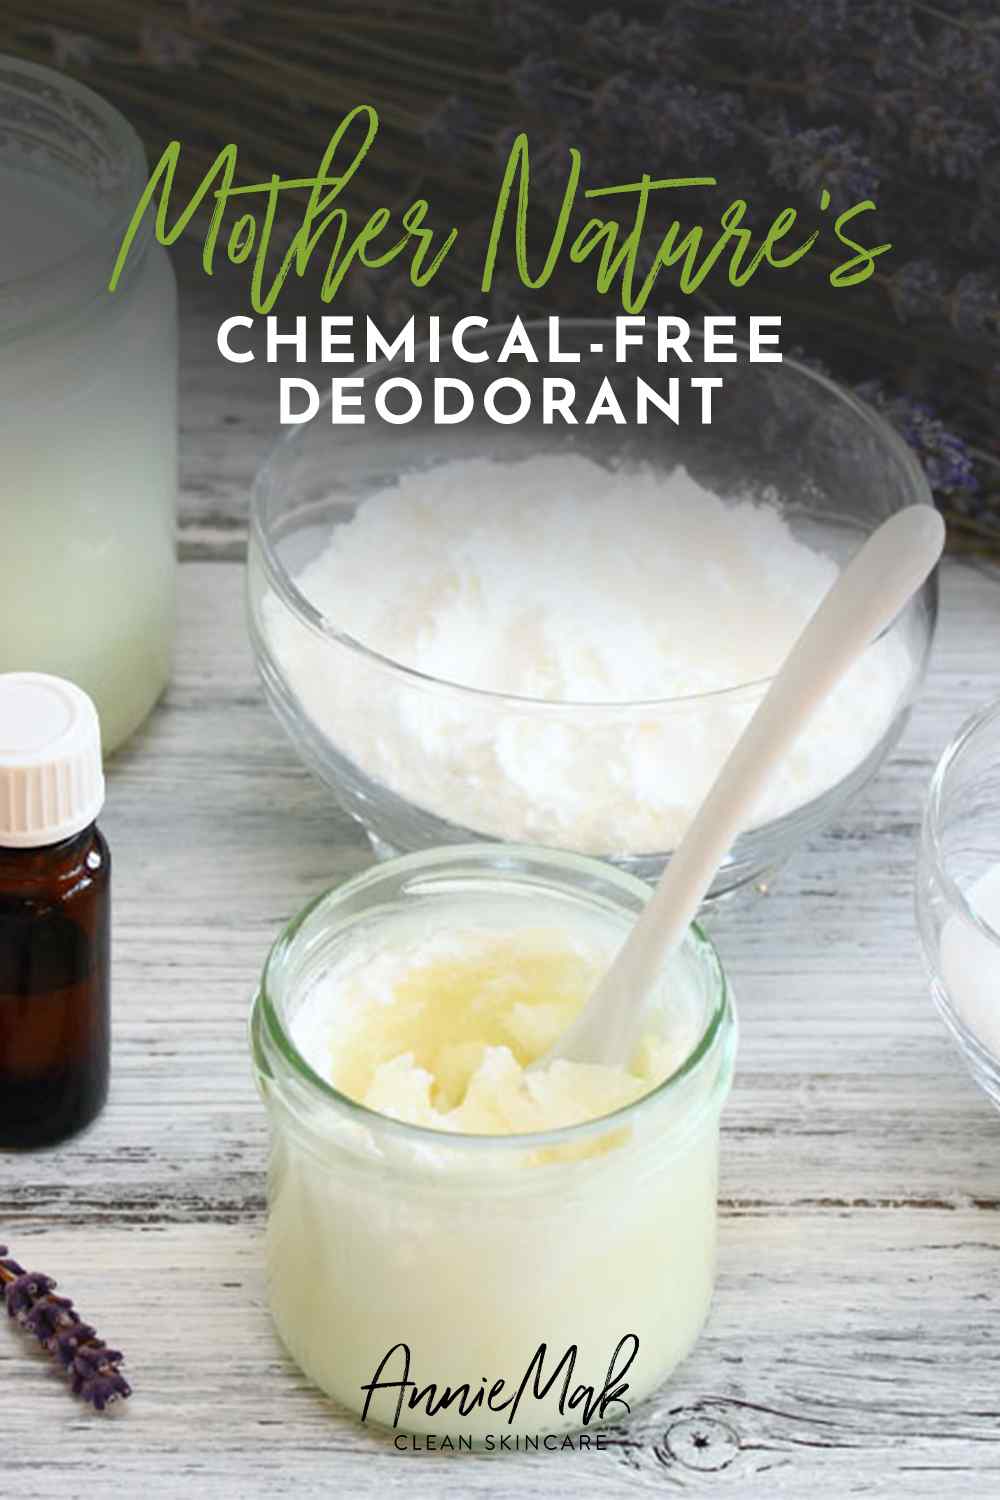 Mother Nature's
CHEMICAL-FREE
DEODORANT
AnnieMak
CLEAN SKINCARE